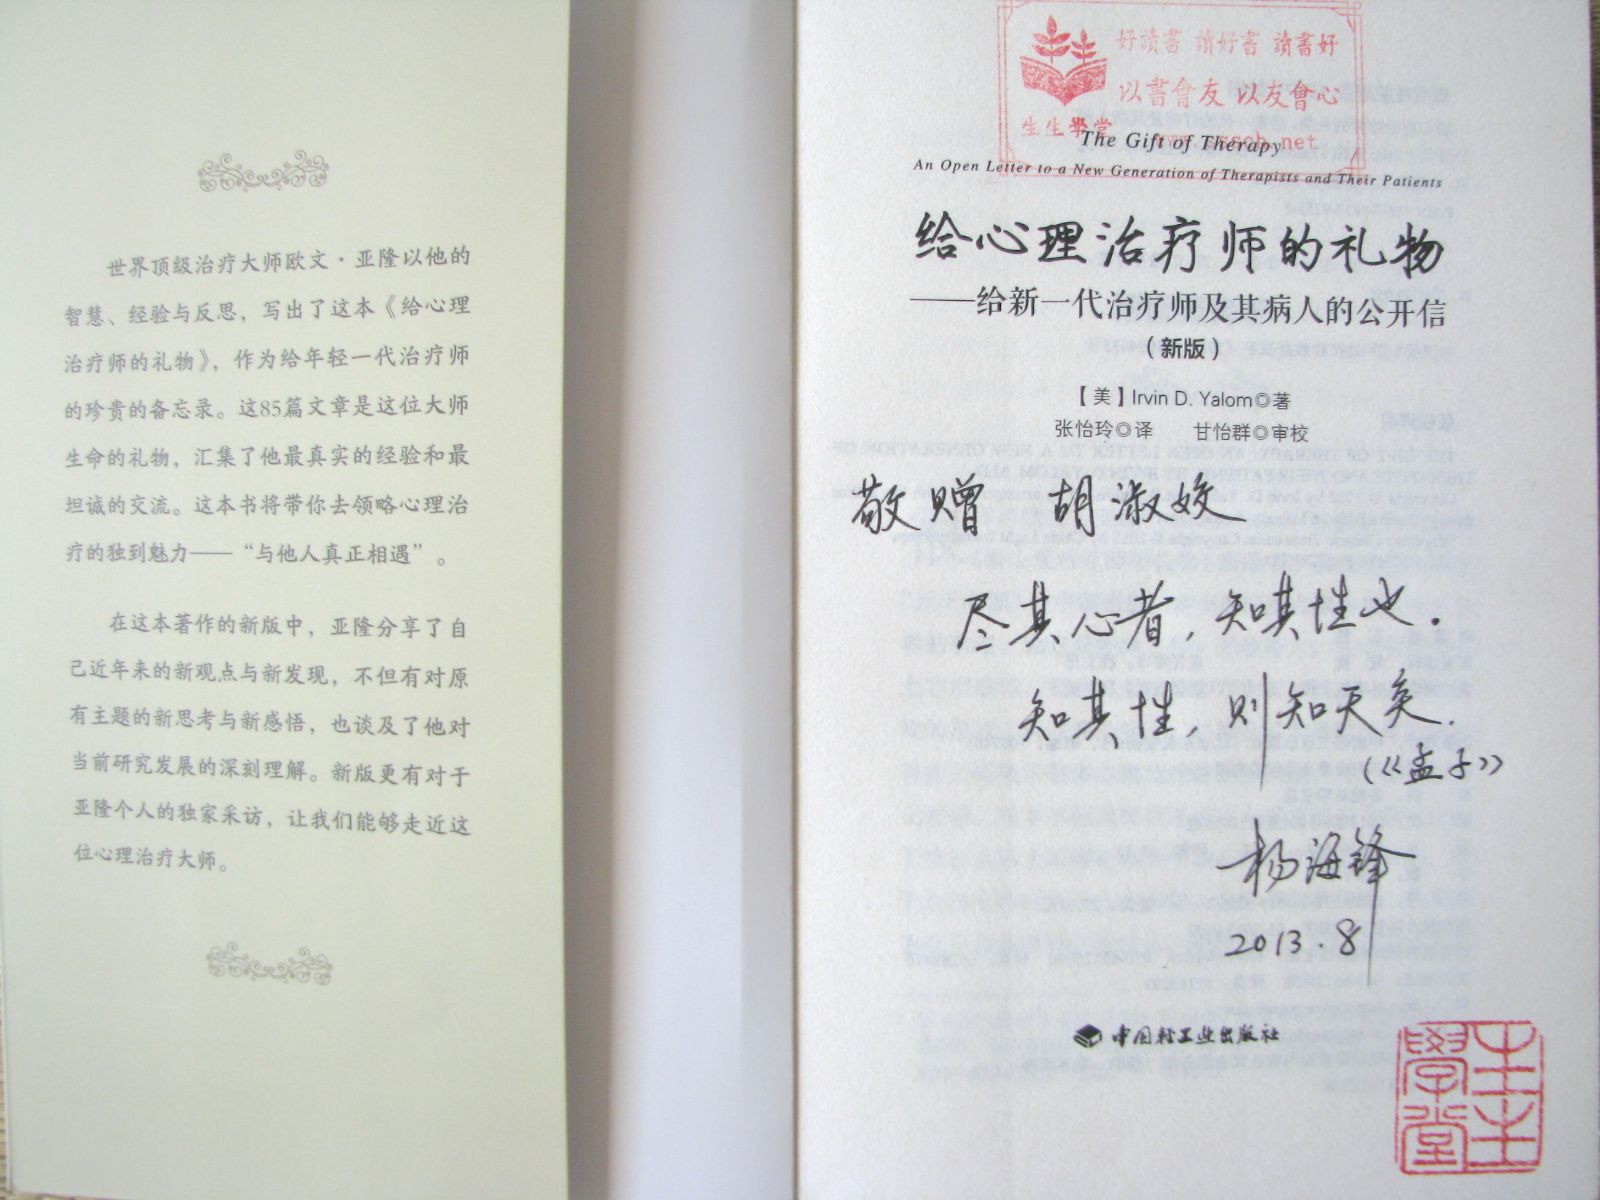 世界顶级治疗大师欧文·亚隆以他的
智慧、经验与反思，写出了这本《给心理
治疗师的礼物》，作为给年轻一代治疗师
的珍贵的备忘录。这85篇文章是这位大师
生命的礼物，汇集了他最真实的经验和最
坦诚的交流。这本书将带你去领略心理治
疗的独到魅力——“与他人真正相遇”。
在这本著作的新版中，亚隆分享了自
己近年来的新观点与新发现，不但有对原
有主题的新思考与新感悟，也谈及了他对
当前研究发展的深刻理解。新版更有对于
亚隆个人的独家采访，让我们能够走近这
位心理治疗大师。
好讀書 讀好書 讀書好
以書會友 以友會心
生生學堂
The Gift of Therapy
An Open Letter to a New Generation of Therapists and Their Patients
给心理治疗师的礼物
——给新一代治疗师及其病人的公开信
（新版）
【美】Irvin D. Yalom◎著
张怡玲◎译 甘怡群◎审校
敬赠 胡淑姣
尽其心者，知其性也.
知其性，则知天矣.
（《孟子》）
杨海锋
2013.8
中国轻工业出版社
生生
學堂